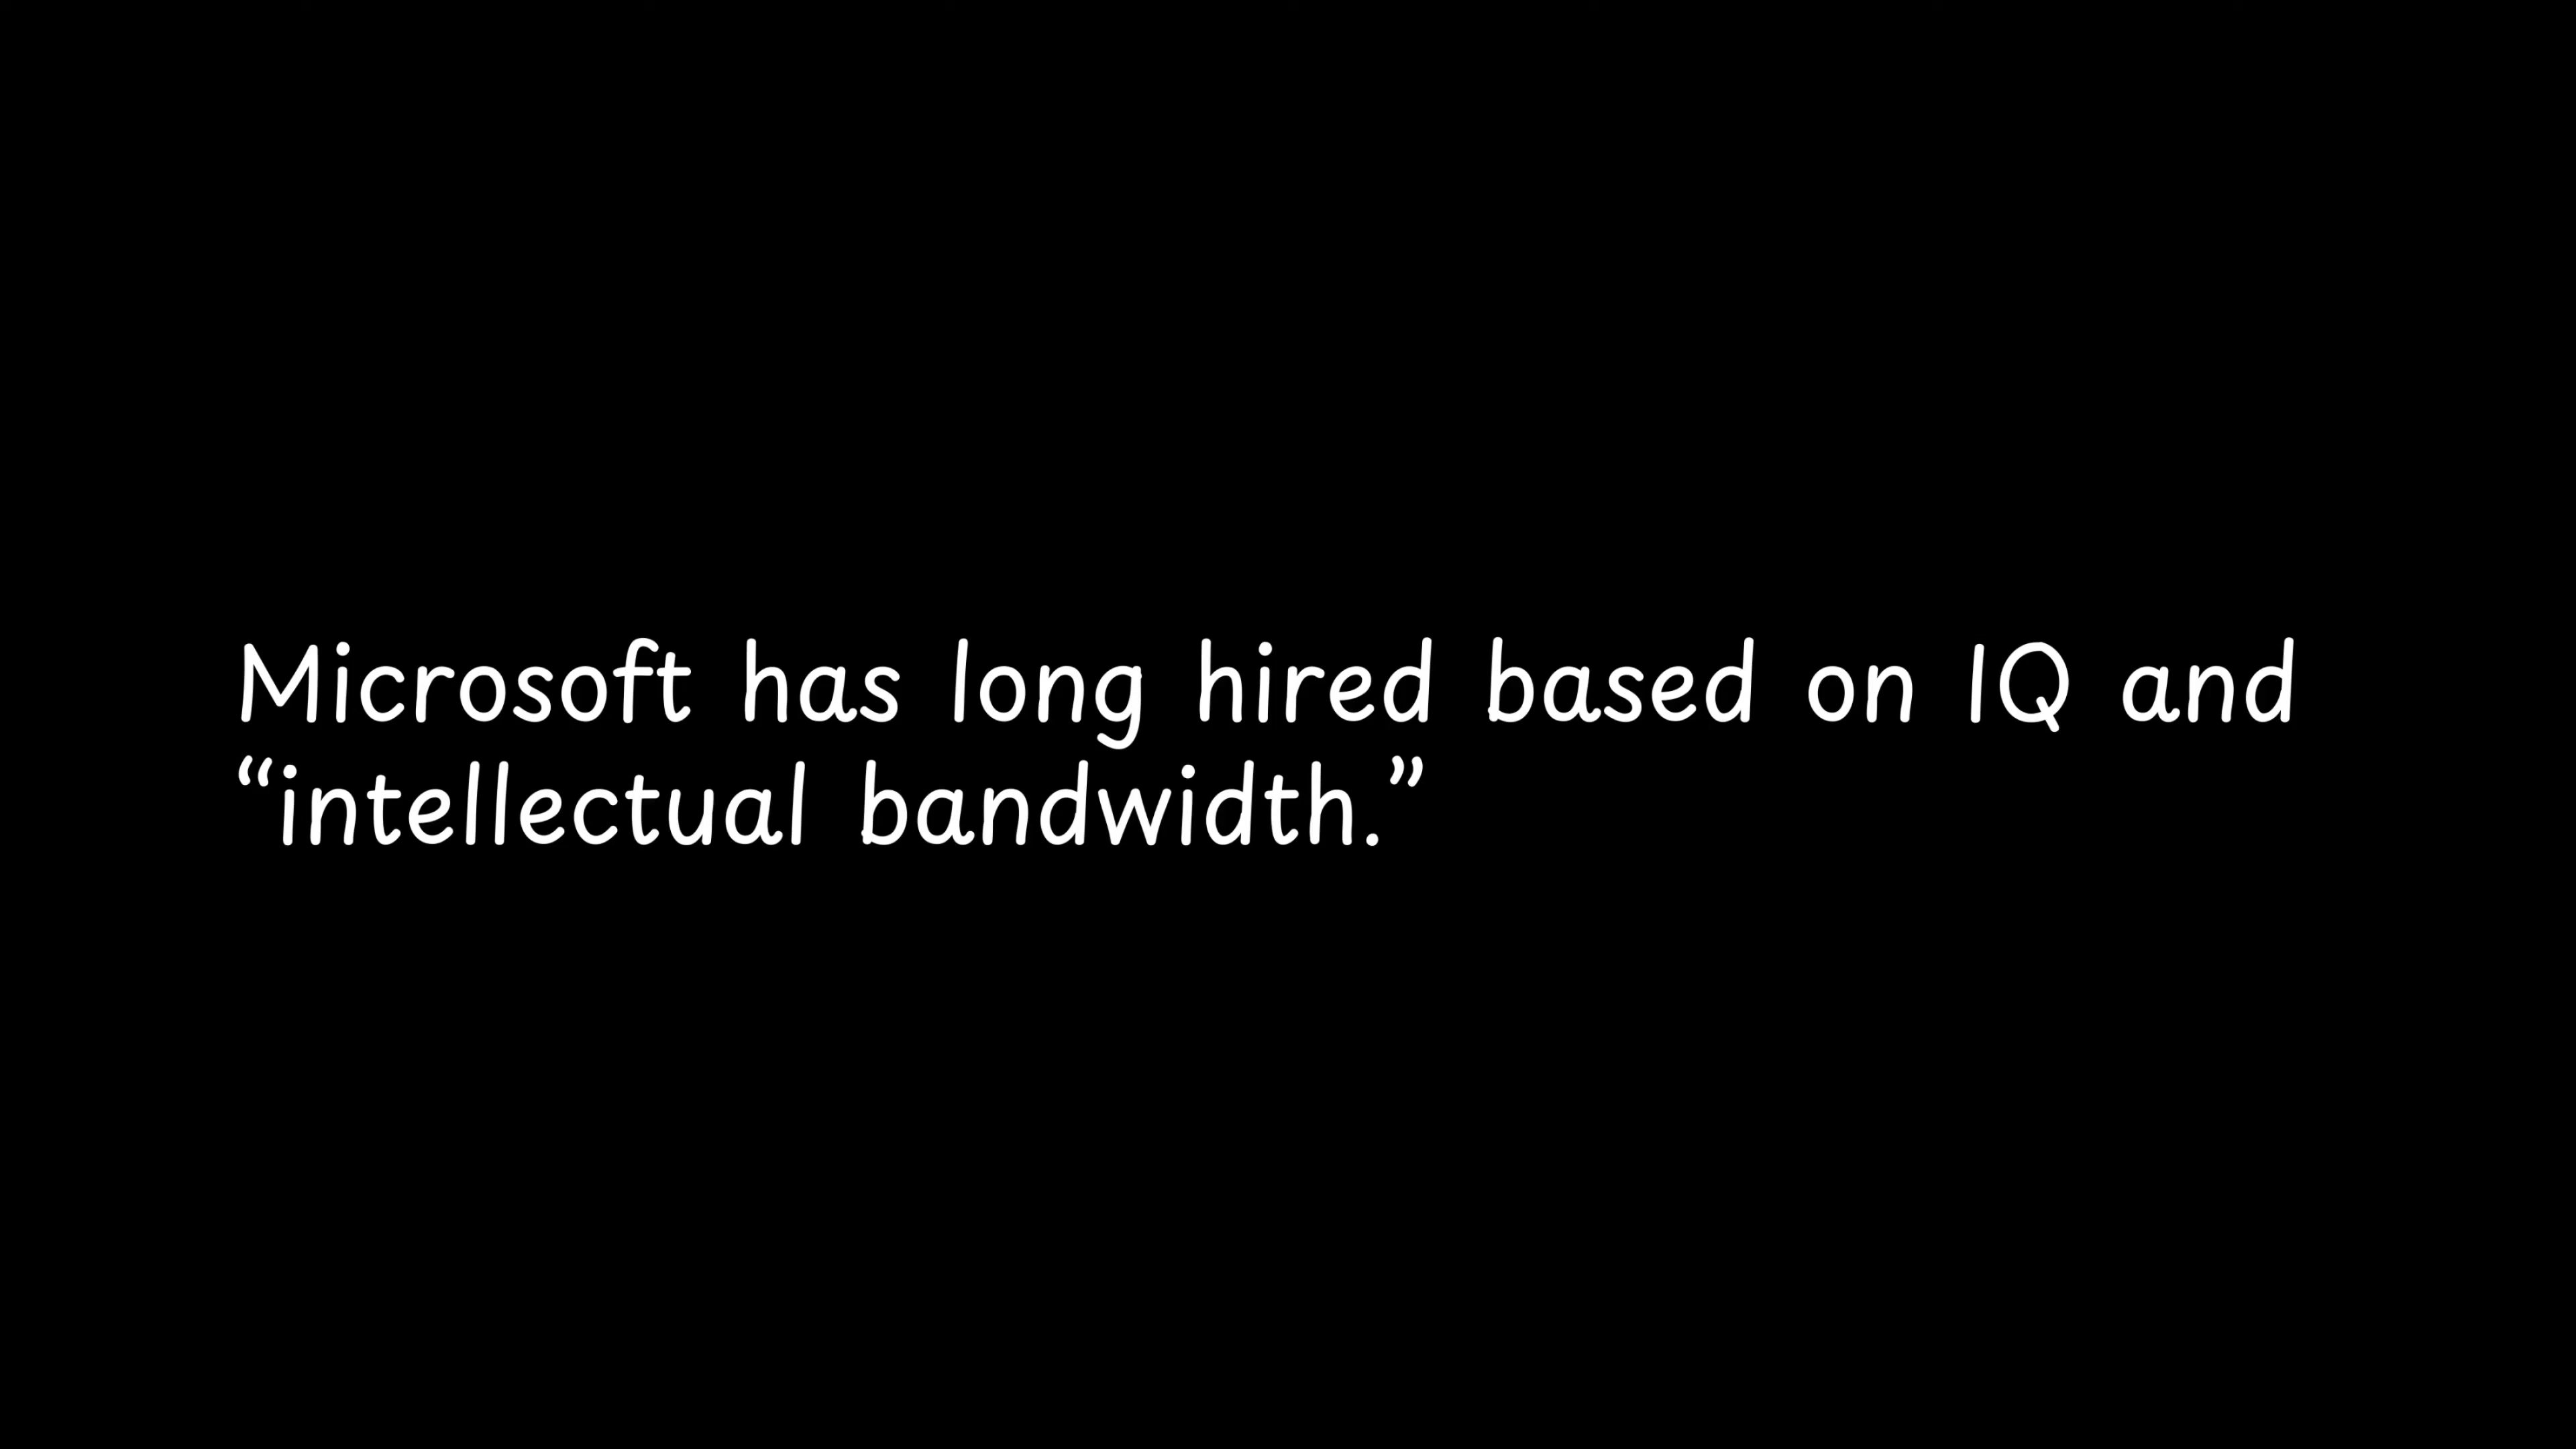 Microsoft has long hired based on IQ and
“intellectual bandwidth.”